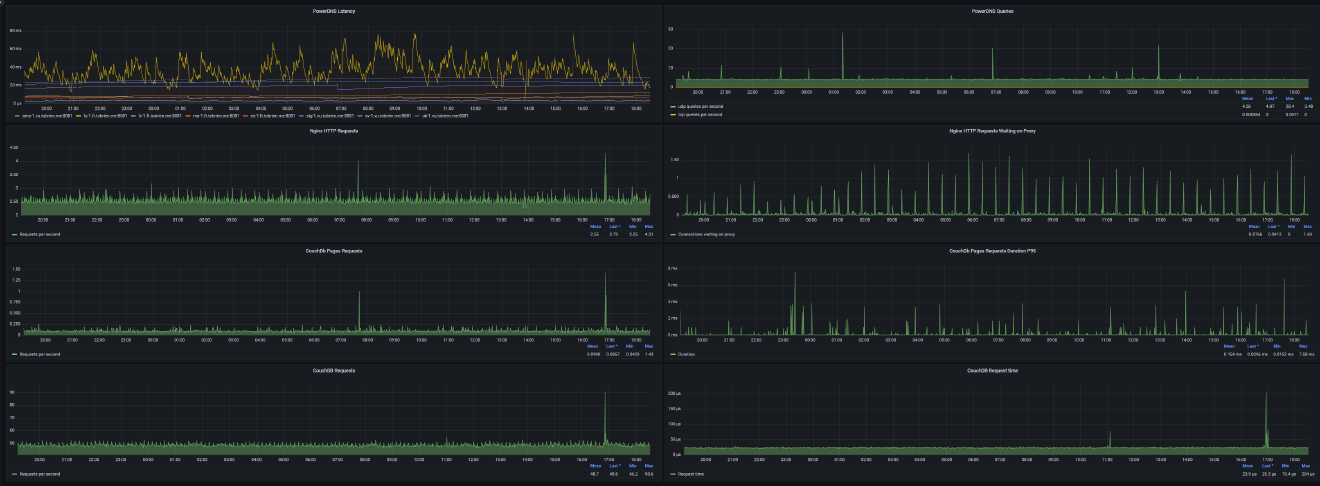 PowerDNS Latency
80 ms
60 ms
40 ms
20 ms
0 µs
20:00 21:00 22:00 23:00 00:00 01:00 02:00 03:00 04:00 05:00 06:00 07:00 08:00 09:00 10:00 11:00 12:00 13:00 14:00 15:00 16:00 17:00 18:00
PowerDNS Queries
30
20
10
0
20:00 21:00 22:00 23:00 00:00 01:00 02:00 03:00 04:00 05:00 06:00 07:00 08:00 09:00 10:00 11:00 12:00 13:00 14:00 15:00 16:00 17:00 18:00
Mean Last * Max Min
udp queries per second 4.26 4.07 28.4 3.48
tcp queries per second 0 0.0571 0
Nginx HTTP Requests
4.50
4
3.50
3
2.50
2
20:00 21:00 22:00 23:00 00:00 01:00 02:00 03:00 04:00 05:00 06:00 07:00 08:00 09:00 10:00 11:00 12:00 13:00 14:00 15:00 16:00 17:00 18:00
Mean Last * Min Max
Requests per second 2.55 2.79 2.25 4.31
Nginx HTTP Requests Waiting on Proxy
1.50
1
0.500
0
20:00 21:00 22:00 23:00 00:00 01:00 02:00 03:00 04:00 05:00 06:00 07:00 08:00 09:00 10:00 11:00 12:00 13:00 14:00 15:00 16:00 17:00 18:00
Mean Last * Min Max
Connections waiting on proxy 0.0766 0.0413 0 1.69
CouchDb Pages Requests
1.50
1.25
1
0.750
0.500
0.250
0
20:00 21:00 22:00 23:00 00:00 01:00 02:00 03:00 04:00 05:00 06:00 07:00 08:00 09:00 10:00 11:00 12:00 13:00 14:00 15:00 16:00 17:00 18:00
Mean Last * Min Max
Requests per second 0.0998 0.0857 0.0429 1.43
CouchDb Pages Requests Duration P95
8 ms
6 ms
4 ms
2 ms
0 ms
20:00 21:00 22:00 23:00 00:00 01:00 02:00 03:00 04:00 05:00 06:00 07:00 08:00 09:00 10:00 11:00 12:00 13:00 14:00 15:00 16:00 17:00 18:00
Mean Last * Min Max
Duration 0.154 ms 0.0296 ms 0.0152 ms 7.58 ms
CouchDB Requests
90
80
70
60
50
20:00 21:00 22:00 23:00 00:00 01:00 02:00 03:00 04:00 05:00 06:00 07:00 08:00 09:00 10:00 11:00 12:00 13:00 14:00 15:00 16:00 17:00 18:00
Mean Last * Min Max
Requests per second 48.7 48.6 46.2 90.6
CouchDB Request time
200 µs
150 µs
100 µs
50 µs
0 µs
20:00 21:00 22:00 23:00 00:00 01:00 02:00 03:00 04:00 05:00 06:00 07:00 08:00 09:00 10:00 11:00 12:00 13:00 14:00 15:00 16:00 17:00 18:00
Mean Last * Min Max
Request time 23.9 µs 25.3 µs 19.4 µs 204 µs